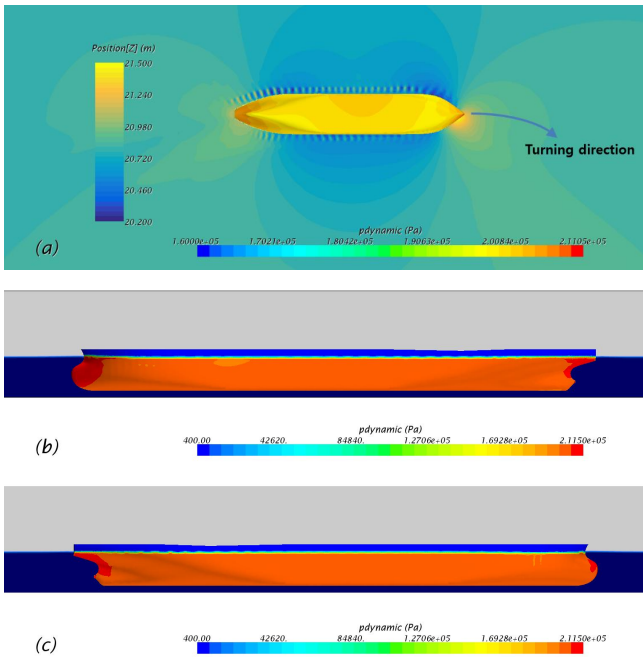 Position[Z] (m)
21.500
21.240
20.980
20.720
20.460
20.200
Turning direction
(a)
pdynamic (Pa)
1.6000e+05 1.7021e+05 1.8042e+05 1.9063e+05 2.0084e+05 2.1105e+05
(b)
pdynamic (Pa)
400.00 42620. 84840. 1.2706e+05 1.6928e+05 2.1150e+05
(c)
pdynamic (Pa)
400.00 42620. 84840. 1.2706e+05 1.6928e+05 2.1150e+05